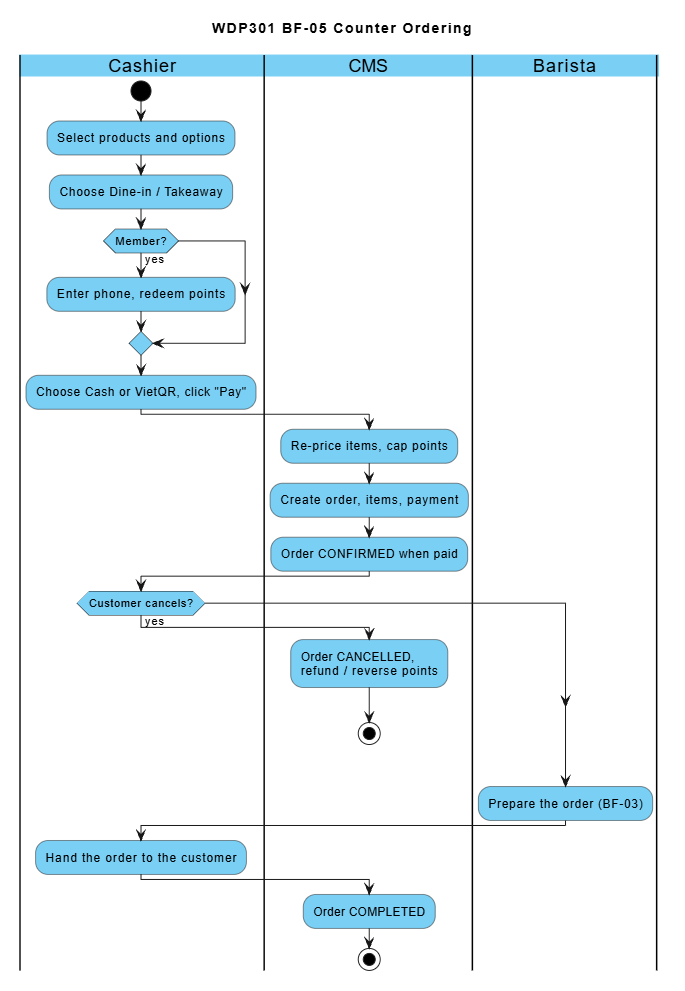 WDP301 BF-05 Counter Ordering
Cashier
CMS
Barista
Select products and options
Choose Dine-in / Takeaway
Member?
yes
Enter phone, redeem points
Choose Cash or VietQR, click "Pay"
Re-price items, cap points
Create order, items, payment
Order CONFIRMED when paid
Customer cancels?
yes
Order CANCELLED,
refund / reverse points
Prepare the order (BF-03)
Hand the order to the customer
Order COMPLETED